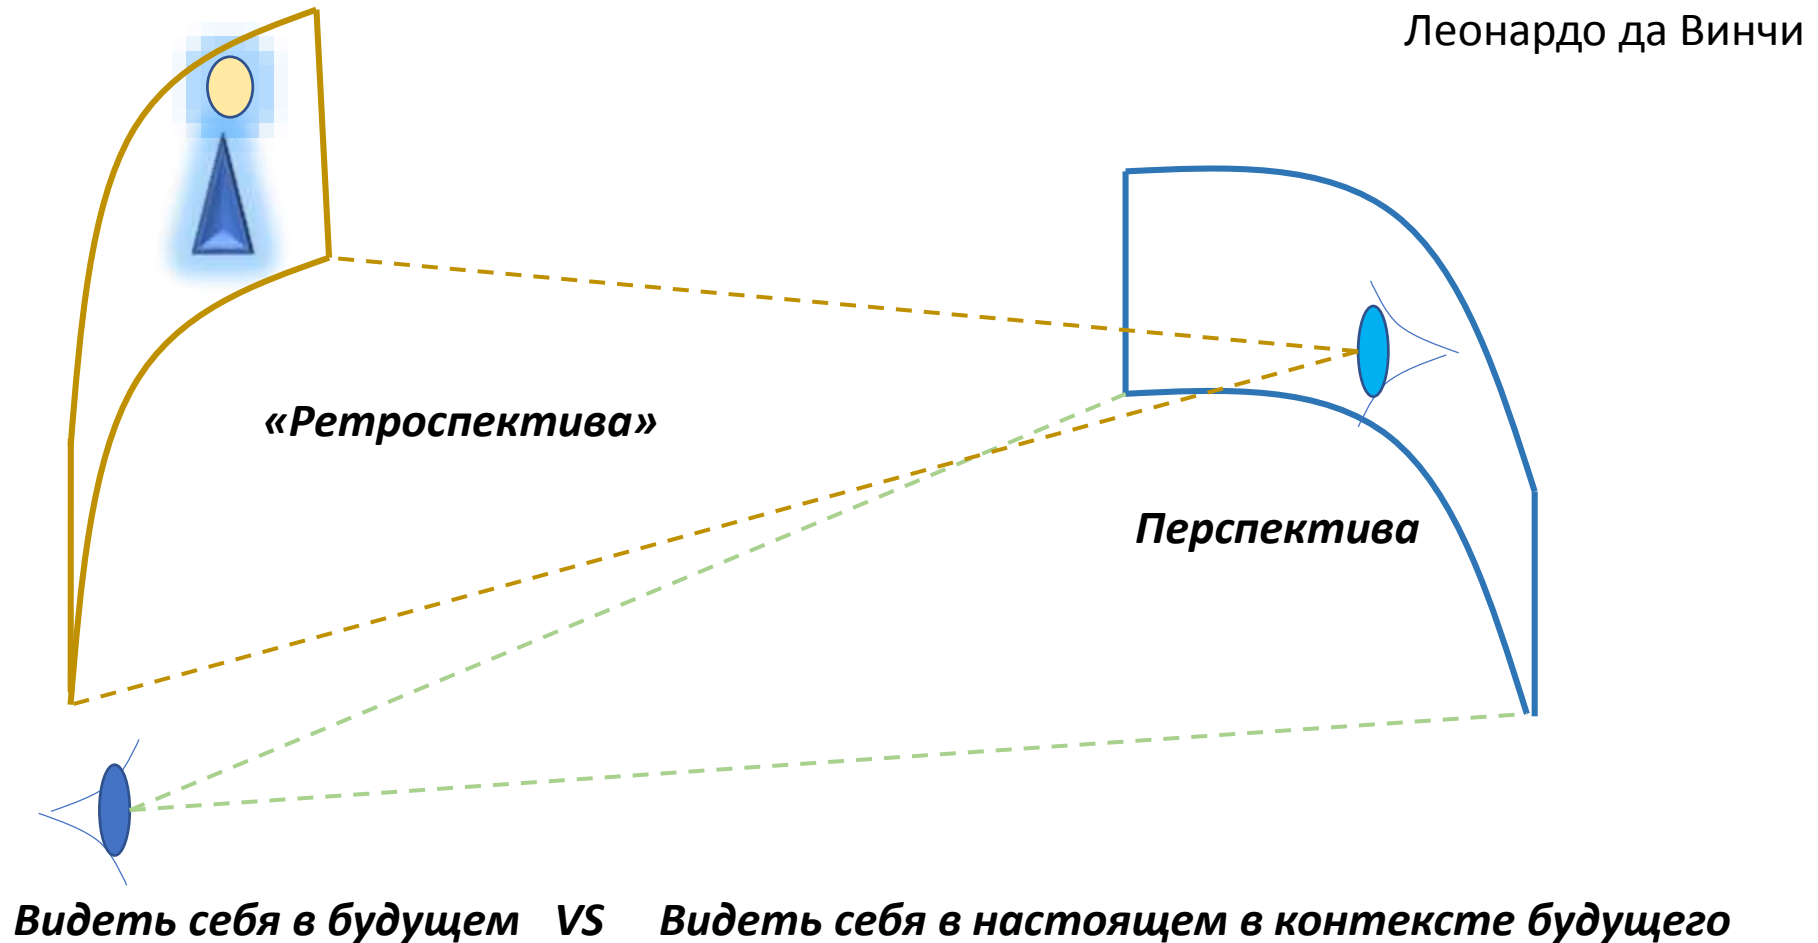 Леонардо да Винчи
«Ретроспектива»
Перспектива
Видеть себя в будущем VS Видеть себя в настоящем в контексте будущего